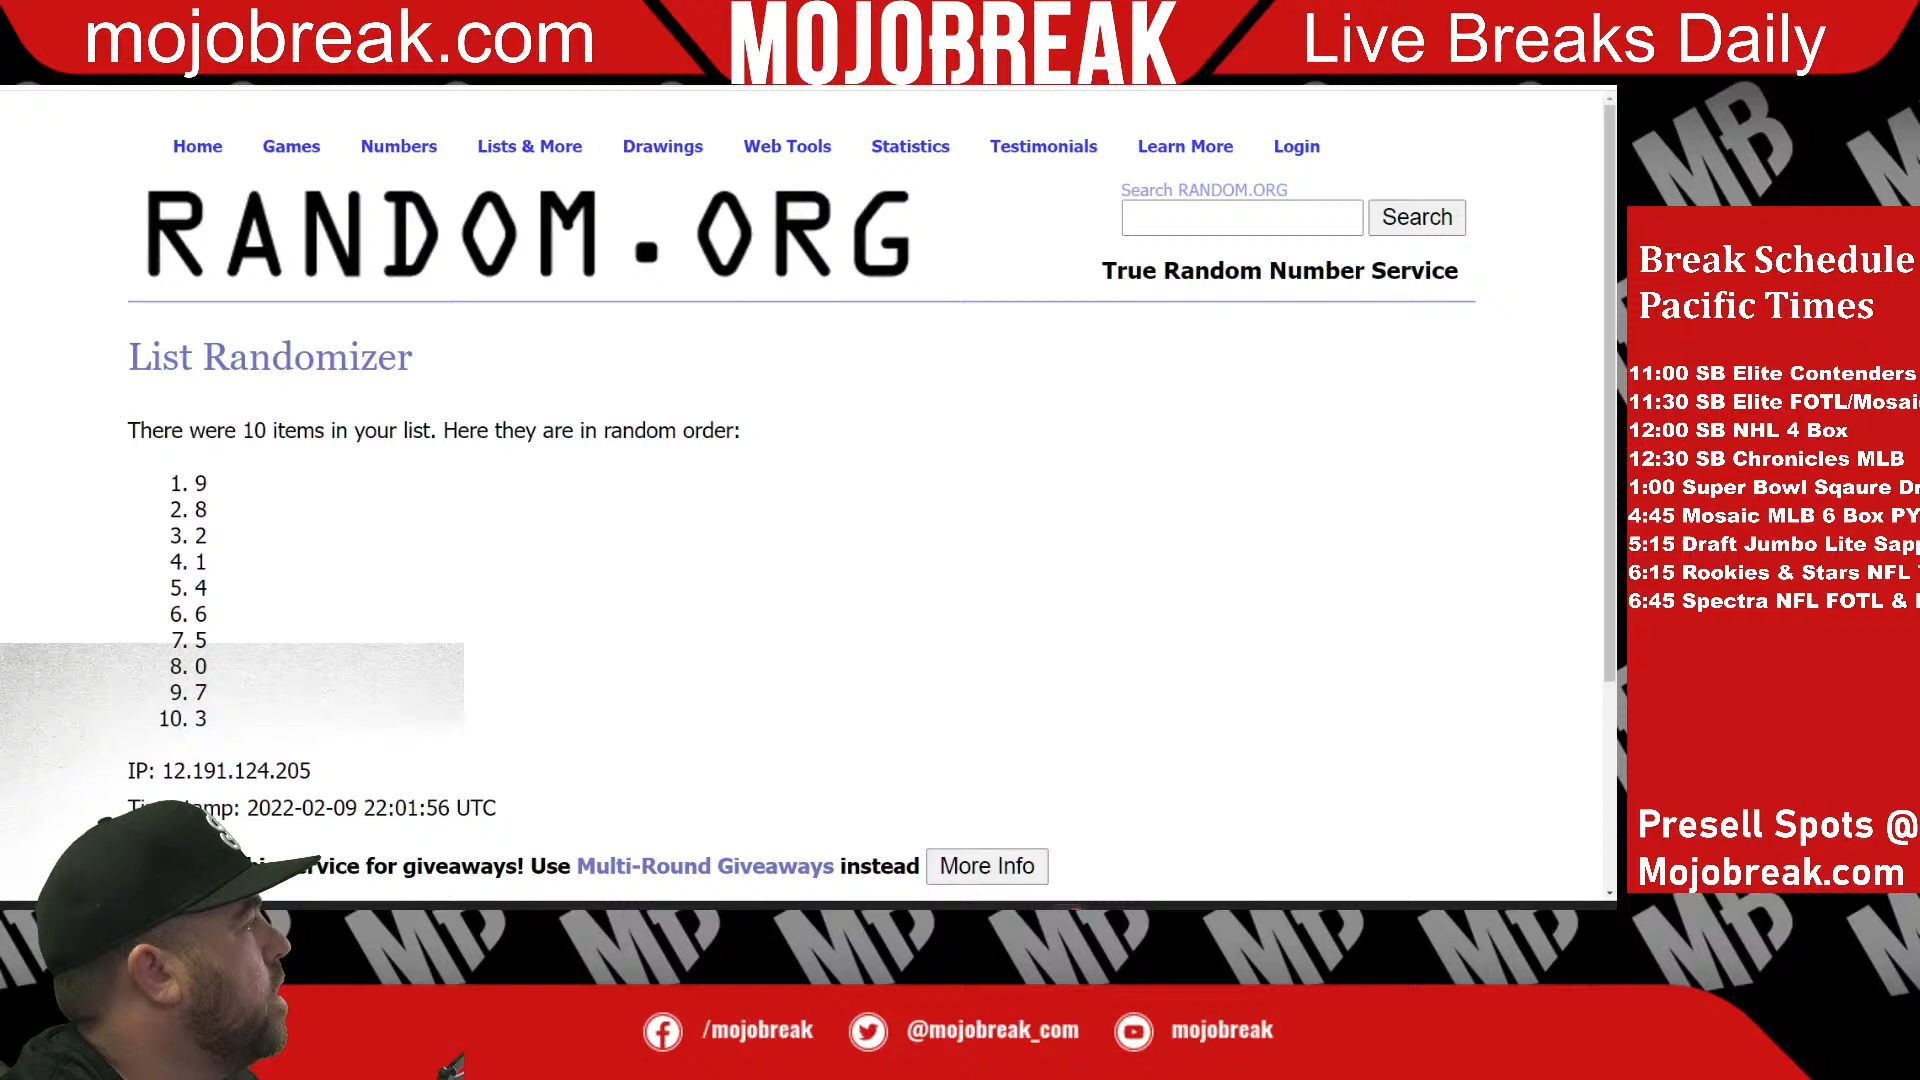 mojobreak.com
MOJOBREAK
Live Breaks Daily
Home Games Numbers Lists & More Drawings Web Tools Statistics Testimonials Learn More Login
RANDOM.ORG
Search RANDOM.ORG
Search
True Random Number Service
List Randomizer
There were 10 items in your list. Here they are in random order:
1. 9
2. 8
3. 2
4. 1
5. 4
6. 6
7. 5
8. 0
9. 7
10. 3
IP: 12.191.124.205
2022-02-09 22:01:56 UTC
for giveaways! Use Multi-Round Giveaways instead More Info
Break Schedule
Pacific Times
11:00 SB Elite Contenders
11:30 SB Elite FOTL/Mosaic
12:00 SB NHL 4 Box
12:30 SB Chronicles MLB
1:00 Super Bowl Sqaure
4:45 Mosaic MLB 6 Box PY
5:15 Draft Jumbo Lite
6:15 Rookies & Stars NFL
6:45 Spectra NFL FOTL &
Presell Spots @
Mojobreak.com
/mojobreak @mojobreak_com mojobreak